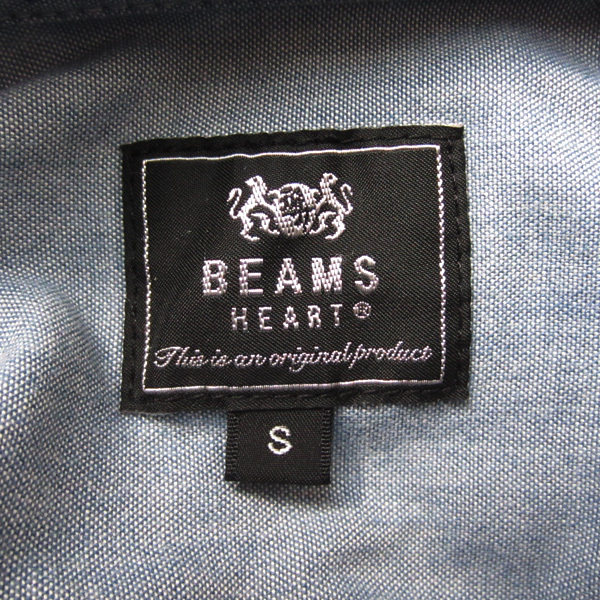 BEAMS
HEART®
This is an original product
S